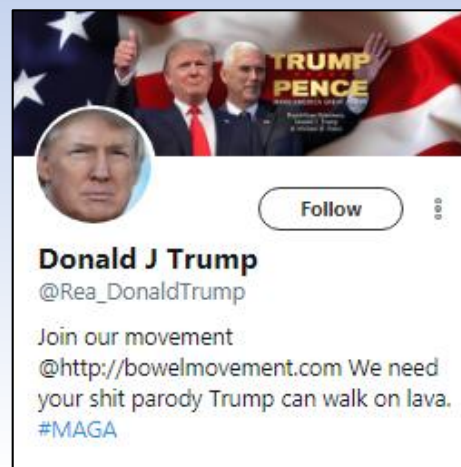 TRUMP
PENCE
Follow
Donald J Trump
@Rea_DonaldTrump
Join our movement
@http://bowelmovement.com We need
your shit parody Trump can walk on lava.
#MAGA